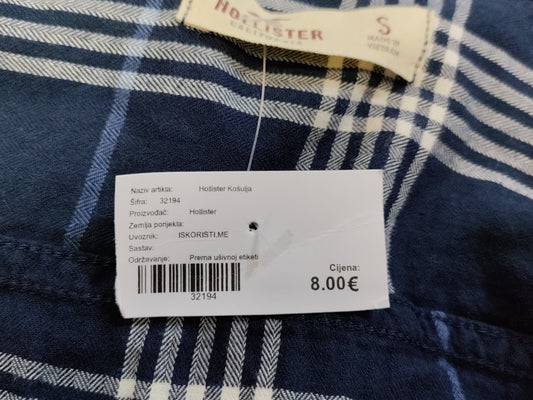 HOLLISTER
CALIFORNIA
S
MADE IN
VIETNAM
Naziv artikla: Hollister Košulja
Šifra: 32194
Proizvođač: Hollister
Zemlja porijekla:
Uvoznik: ISKORISTI.ME
Sastav:
Održavanje: Prema ušivnoj etiketi
32194
Cijena:
8.00€